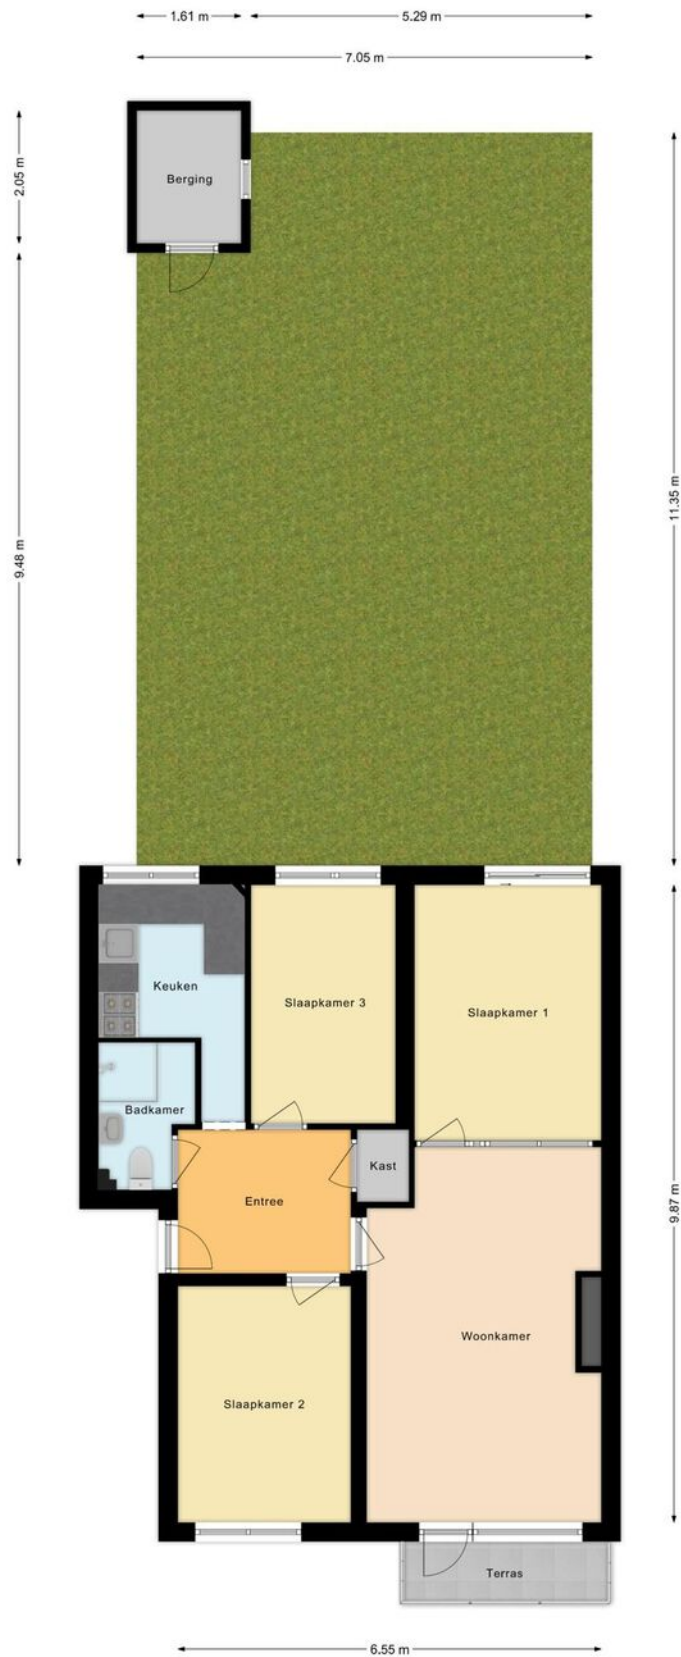 1.61 m
5.29 m
7.05 m
2.05 m
Berging
9.48 m
11.35 m
Keuken
Slaapkamer 3
Slaapkamer 1
Badkamer
Kast
Entree
9.87 m
Woonkamer
Slaapkamer 2
Terras
6.55 m